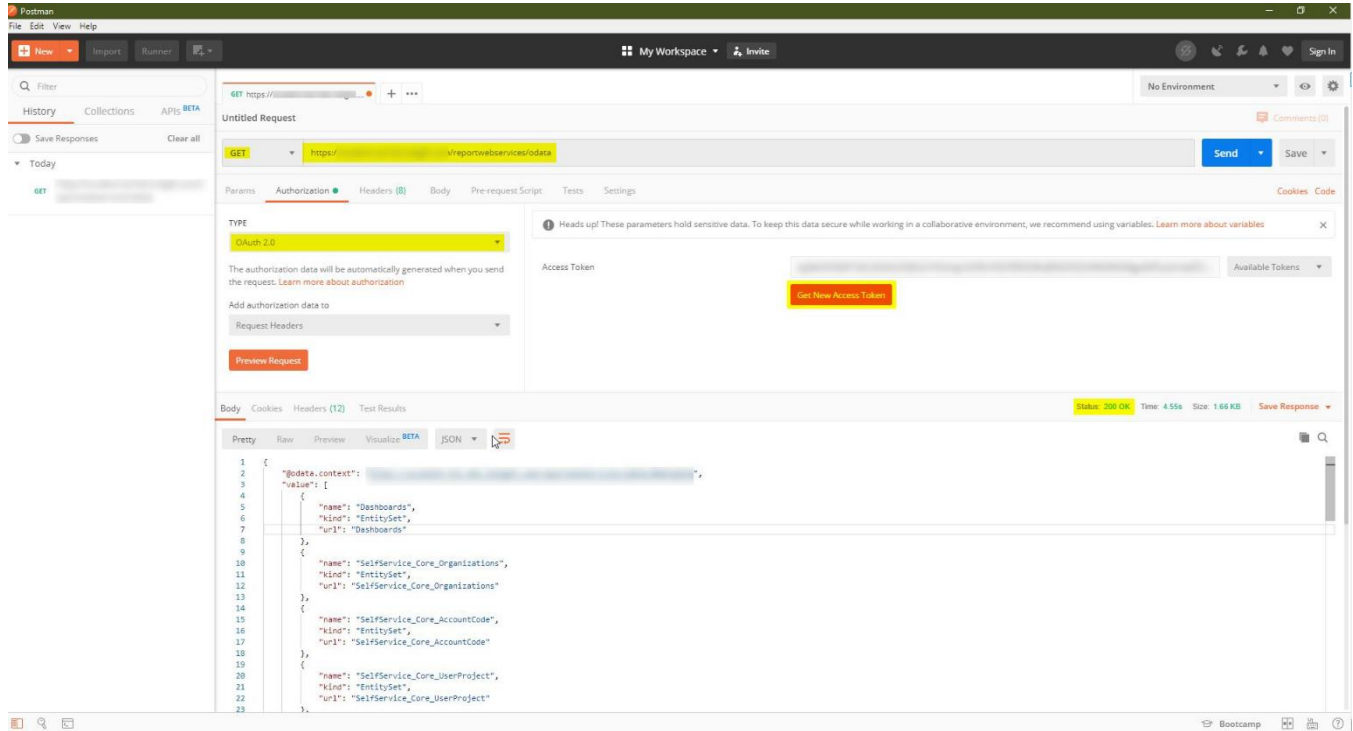 Postman
File Edit View Help
New Import Runner My Workspace Invite Sign In
Filter
History Collections APIs BETA
Save Responses Clear all
Today
GET
GET https:// ... + •••
No Environment
Untitled Request
Comments (0)
GET https:/ /reportwebservices/odata Send Save
Params Authorization Headers (8) Body Pre-request Script Tests Settings Cookies Code
TYPE
OAuth 2.0
The authorization data will be automatically generated when you send
the request. Learn more about authorization
Add authorization data to
Request Headers
Preview Request
Heads up! These parameters hold sensitive data. To keep this data secure while working in a collaborative environment, we recommend using variables. Learn more about variables
Access Token Available Tokens
Get New Access Token
Body Cookies Headers (12) Test Results Status: 200 OK Time: 4.55s Size: 1.66 KB Save Response
Pretty Raw Preview Visualize BETA JSON
1 {
2 "@odata.context": "",
3 "value": [
4 {
5 "name": "Dashboards",
6 "kind": "EntitySet",
7 "url": "Dashboards"
8 },
9 {
10 "name": "SelfService_Core_Organizations",
11 "kind": "EntitySet",
12 "url": "SelfService_Core_Organizations"
13 },
14 {
15 "name": "SelfService_Core_AccountCode",
16 "kind": "EntitySet",
17 "url": "SelfService_Core_AccountCode"
18 },
19 {
20 "name": "SelfService_Core_UserProject",
21 "kind": "EntitySet",
22 "url": "SelfService_Core_UserProject"
23 },
Bootcamp